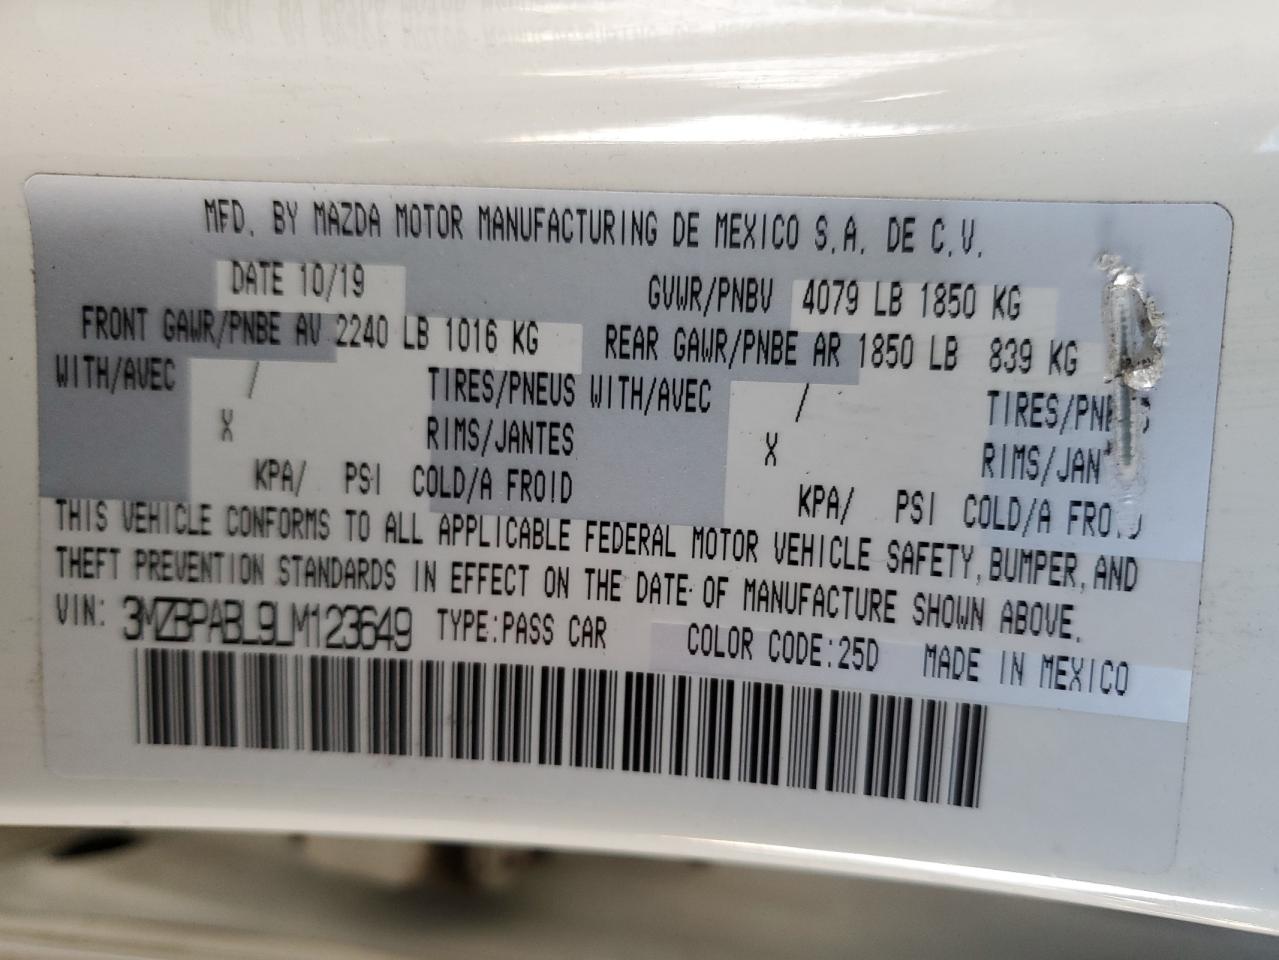 MFD. BY MAZDA MOTOR MANUFACTURING DE MEXICO S.A. DE C.V.
DATE 10/19 GVWR/PNBV 4079 LB 1850 KG
FRONT GAWR/PNBE AV 2240 LB 1016 KG REAR GAWR/PNBE AR 1850 LB 839 KG
WITH/AVEC / TIRES/PNEUS WITH/AVEC /
X RIMS/JANTES X
KPA/ PSI COLD/A FROID KPA/ PSI COLD/A
THIS VEHICLE CONFORMS TO ALL APPLICABLE FEDERAL MOTOR VEHICLE SAFETY, BUMPER, AND
THEFT PREVENTION STANDARDS IN EFFECT ON THE DATE OF MANUFACTURE SHOWN ABOVE.
VIN: 3MZBPABL9LM123649 TYPE:PASS CAR COLOR CODE:25D MADE IN MEXICO